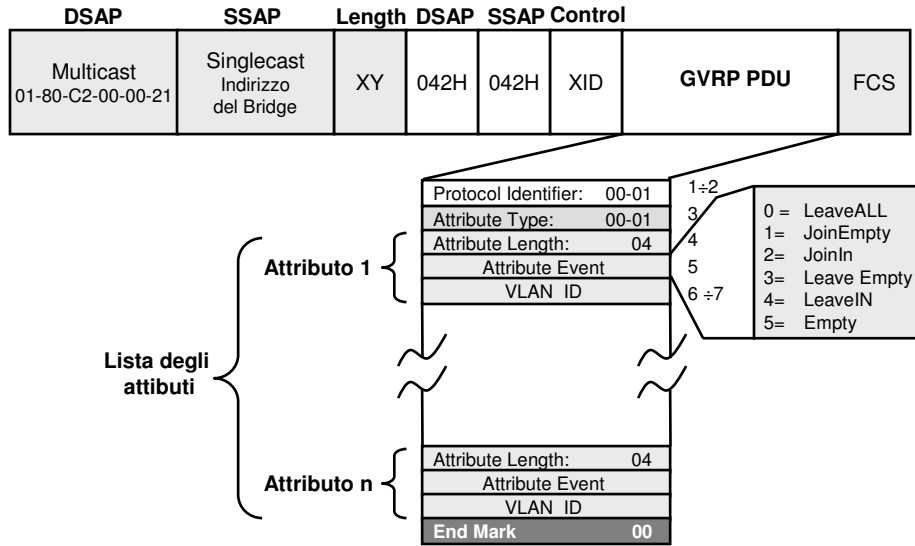 DSAP SSAP Length DSAP SSAP Control
Multicast
01-80-C2-00-00-21
Singlecast
Indirizzo
del Bridge
XY
042H
042H
XID
GVRP PDU
FCS
Protocol Identifier: 00-01
1÷2
Attribute Type: 00-01
3
Attribute Length: 04
4
Attribute Event
5
VLAN ID
6 ÷7
0 = LeaveALL
1= JoinEmpty
2= JoinIn
3= Leave Empty
4= LeaveIN
5= Empty
Attributo 1
Lista degli
attibuti
Attributo n
Attribute Length: 04
Attribute Event
VLAN ID
End Mark 00